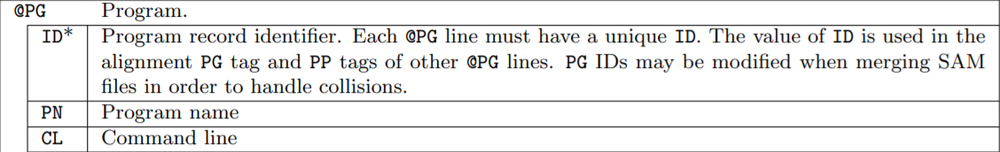 @PG Program.
ID* Program record identifier. Each @PG line must have a unique ID. The value of ID is used in the
alignment PG tag and PP tags of other @PG lines. PG IDs may be modified when merging SAM
files in order to handle collisions.
PN Program name
CL Command line